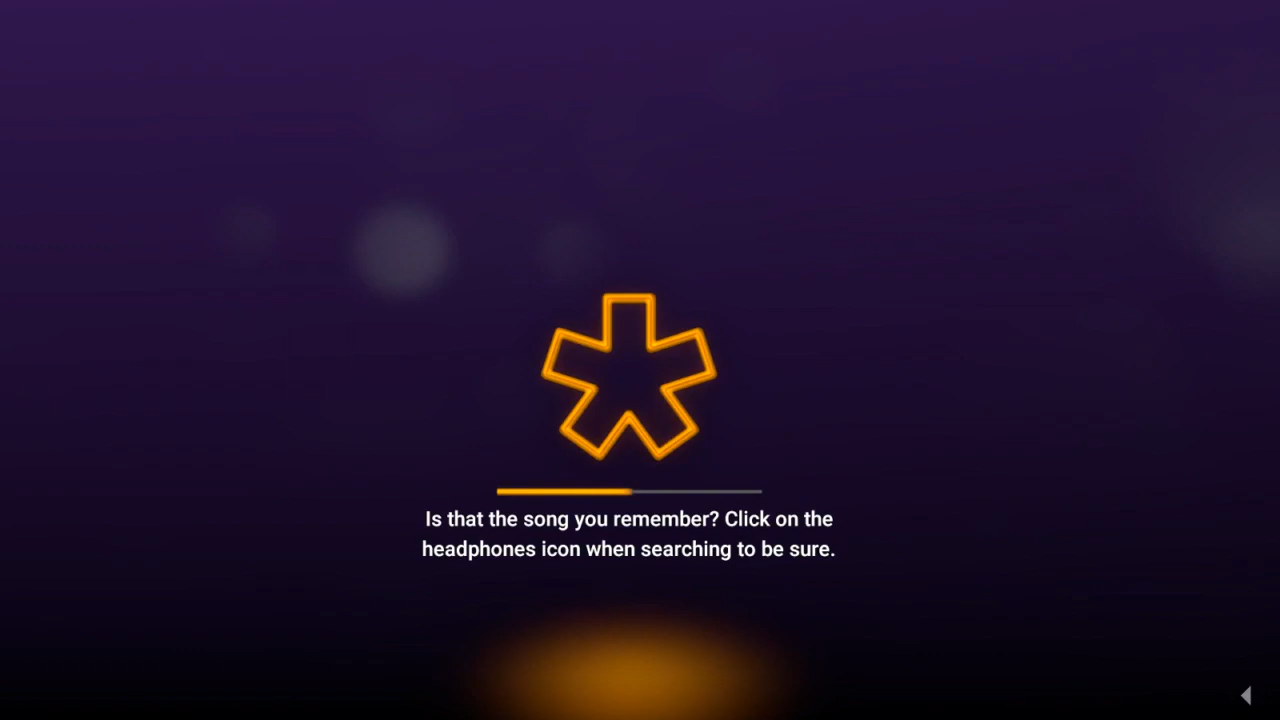 Is that the song you remember? Click on the
headphones icon when searching to be sure.